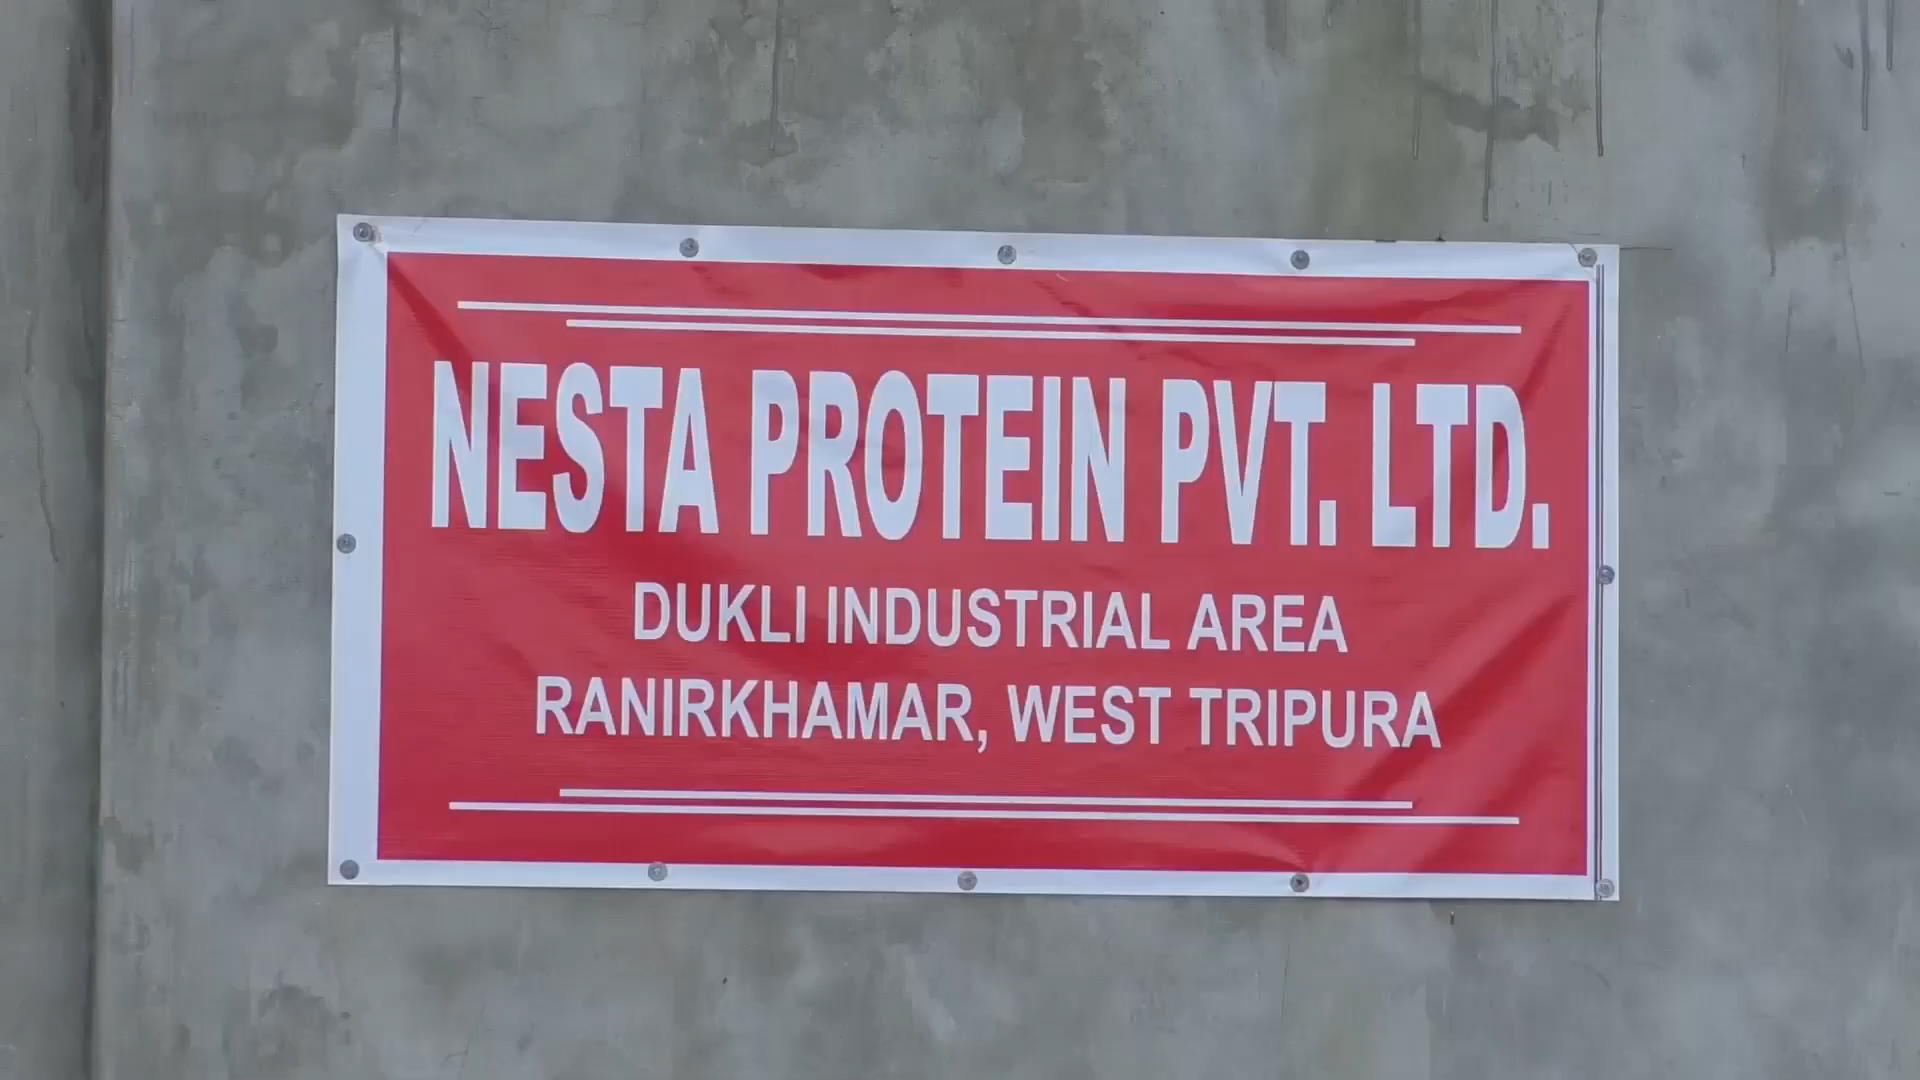 NESTA PROTEIN PVT. LTD.
DUKLI INDUSTRIAL AREA
RANIRKHAMAR, WEST TRIPURA